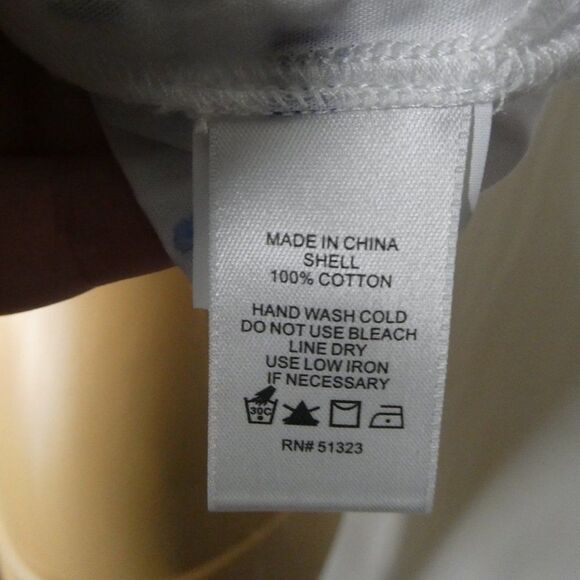 MADE IN CHINA
SHELL
100% COTTON
HAND WASH COLD
DO NOT USE BLEACH
LINE DRY
USE LOW IRON
IF NECESSARY
30C
RN# 51323